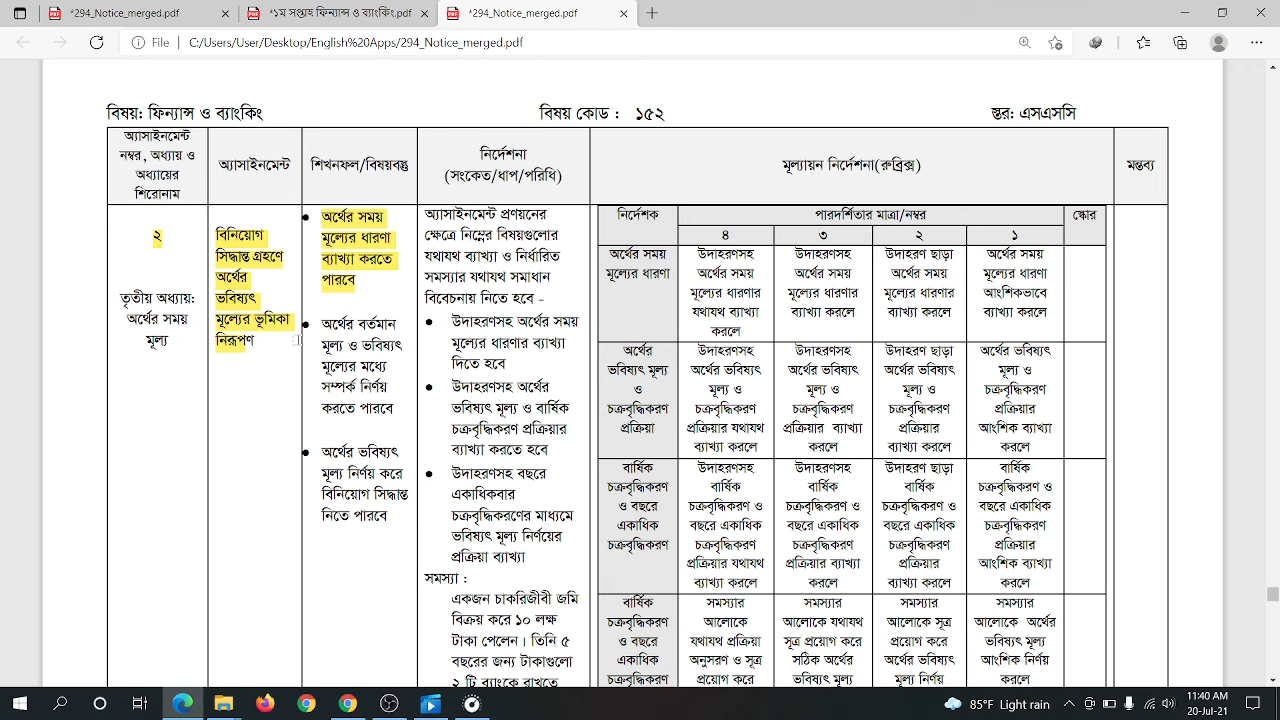 *294_Notice_merged.pdf
*১ম সপ্তাহ ফিন্যান্স ও ব্যাংকিং.pdf
*294_Notice_merged.pdf
File
C:/Users/User/Desktop/English%20Apps/294_Notice_merged.pdf
বিষয়: ফিন্যান্স ও ব্যাংকিং
বিষয় কোড : ১৫২
স্তর: এসএসসি
অ্যাসাইনমেন্ট
নম্বর, অধ্যায় ও
অধ্যায়ের
শিরোনাম
অ্যাসাইনমেন্ট
শিখনফল/বিষয়বস্তু
নির্দেশনা
(সংকেত/ধাপ/পরিধি)
মূল্যায়ন নির্দেশনা(রুব্রিক্স)
মন্তব্য
২
তৃতীয় অধ্যায়:
অর্থের সময়
মূল্য
বিনিয়োগ
সিদ্ধান্ত গ্রহণে
অর্থের
ভবিষ্যৎ
মূল্যের ভূমিকা
নিরূপণ
• অর্থের সময়
মূল্যের ধারণা
ব্যাখ্যা করতে
পারবে
• অর্থের বর্তমান
মূল্য ও ভবিষ্যৎ
মূল্যের মধ্যে
সম্পর্ক নির্ণয়
করতে পারবে
• অর্থের ভবিষ্যৎ
মূল্য নির্ণয় করে
বিনিয়োগ সিদ্ধান্ত
নিতে পারবে
অ্যাসাইনমেন্ট প্রণয়নের
ক্ষেত্রে নিম্নের বিষয়গুলোর
যথাযথ ব্যাখ্যা ও নির্ধারিত
সমস্যার যথাযথ সমাধান
বিবেচনায় নিতে হবে -
• উদাহরণসহ অর্থের সময়
মূল্যের ধারণার ব্যাখ্যা
দিতে হবে
• উদাহরণসহ অর্থের
ভবিষ্যৎ মূল্য ও বার্ষিক
চক্রবৃদ্ধিকরণ প্রক্রিয়ার
ব্যাখ্যা করতে হবে
• উদাহরণসহ বছরে
একাধিকবার
চক্রবৃদ্ধিকরণের মাধ্যমে
ভবিষ্যৎ মূল্য নির্ণয়ের
প্রক্রিয়া ব্যাখ্যা
সমস্যা :
একজন চাকরিজীবী জমি
বিক্রয় করে ১০ লক্ষ
টাকা পেলেন। তিনি ৫
বছরের জন্য টাকাগুলো
২ টি ব্যাংকে রাখতে
নির্দেশক
পারদর্শিতার মাত্রা/নম্বর
স্কোর
৪ ৩ ২ ১
অর্থের সময়
মূল্যের ধারণা
উদাহরণসহ
অর্থের সময়
মূল্যের ধারণার
যথাযথ ব্যাখ্যা
করলে
উদাহরণসহ
অর্থের সময়
মূল্যের ধারণার
ব্যাখ্যা করলে
উদাহরণ ছাড়া
অর্থের সময়
মূল্যের ধারণার
ব্যাখ্যা করলে
অর্থের সময়
মূল্যের ধারণা
আংশিকভাবে
ব্যাখ্যা করলে
অর্থের
ভবিষ্যৎ মূল্য
ও
চক্রবৃদ্ধিকরণ
প্রক্রিয়া
উদাহরণসহ
অর্থের ভবিষ্যৎ
মূল্য ও
চক্রবৃদ্ধিকরণ
প্রক্রিয়ার যথাযথ
ব্যাখ্যা করলে
উদাহরণসহ
অর্থের ভবিষ্যৎ
মূল্য ও
চক্রবৃদ্ধিকরণ
প্রক্রিয়ার ব্যাখ্যা
করলে
উদাহরণ ছাড়া
অর্থের ভবিষ্যৎ
মূল্য ও
চক্রবৃদ্ধিকরণ
প্রক্রিয়ার
ব্যাখ্যা করলে
অর্থের ভবিষ্যৎ
মূল্য ও
চক্রবৃদ্ধিকরণ
প্রক্রিয়ার
আংশিক ব্যাখ্যা
করলে
বার্ষিক
চক্রবৃদ্ধিকরণ
ও বছরে
একাধিক
চক্রবৃদ্ধিকরণ
উদাহরণসহ
বার্ষিক
চক্রবৃদ্ধিকরণ ও
বছরে একাধিক
চক্রবৃদ্ধিকরণ
প্রক্রিয়ার যথাযথ
ব্যাখ্যা করলে
উদাহরণসহ
বার্ষিক
চক্রবৃদ্ধিকরণ ও
বছরে একাধিক
চক্রবৃদ্ধিকরণ
প্রক্রিয়ার ব্যাখ্যা
করলে
উদাহরণ ছাড়া
বার্ষিক
চক্রবৃদ্ধিকরণ ও
বছরে একাধিক
চক্রবৃদ্ধিকরণ
প্রক্রিয়ার
ব্যাখ্যা করলে
বার্ষিক
চক্রবৃদ্ধিকরণ ও
বছরে একাধিক
চক্রবৃদ্ধিকরণ
প্রক্রিয়ার
আংশিক ব্যাখ্যা
করলে
বার্ষিক
চক্রবৃদ্ধিকরণ
ও বছরে
একাধিক
চক্রবৃদ্ধিকরণ
সমস্যার
আলোকে
যথাযথ প্রক্রিয়া
অনুসরণ ও সূত্র
প্রয়োগ করে
সমস্যার
আলোকে যথাযথ
সূত্র প্রয়োগ করে
সঠিক অর্থের
ভবিষ্যৎ মূল্য
সমস্যার
আলোকে সূত্র
প্রয়োগ করে
অর্থের ভবিষ্যৎ
মূল্য নির্ণয়
সমস্যার
আলোকে অর্থের
ভবিষ্যৎ মূল্য
আংশিক নির্ণয়
করলে
85°F Light rain
11:40 AM
20-Jul-21